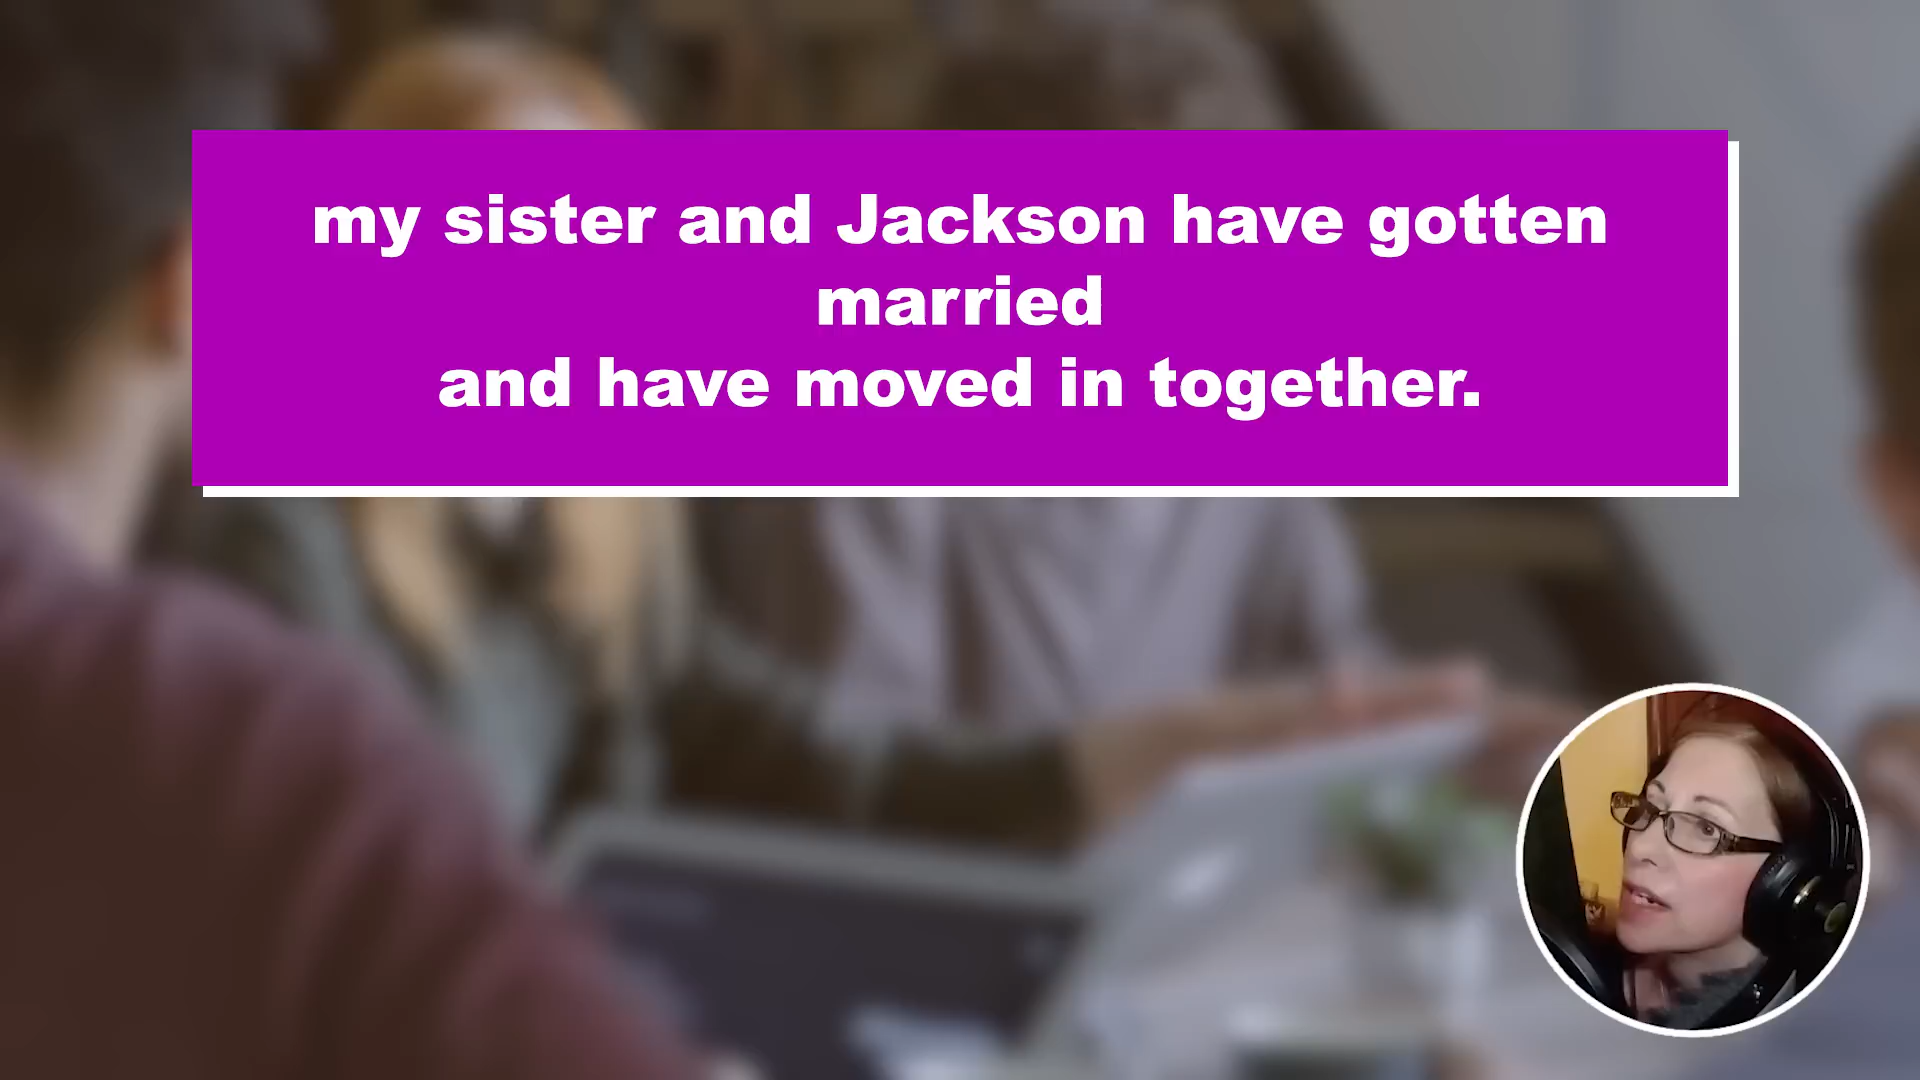 my sister and Jackson have gotten
married
and have moved in together.